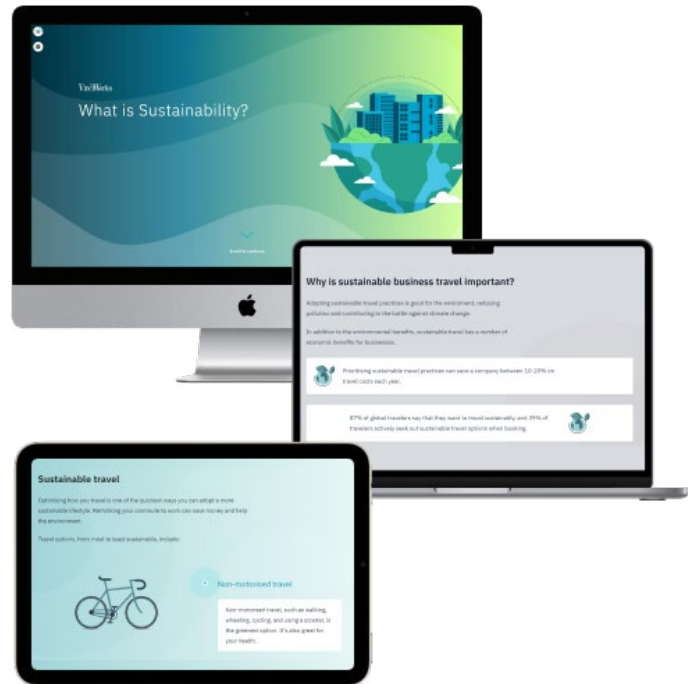 VinciWorks
What is Sustainability?
Scroll to continue
Why is sustainable business travel important?
Adopting sustainable travel practices is good for the environment, reducing
pollution and contributing to the battle against climate change.
In addition to the environmental benefits, sustainable travel has a number of
economic benefits for businesses.
Prioritising sustainable travel practices can save a company between 10-20% on
travel costs each year.
87% of global travelers say that they want to travel sustainably, and 39% of
travelers actively seek out sustainable travel options when booking.
Sustainable travel
Optimising how you travel is one of the quickest ways you can adopt a more
sustainable lifestyle. Rethinking your commute to work can save money and help
the environment.
Travel options, from most to least sustainable, include:
Non-motorised travel
Non-motorised travel, such as walking,
wheeling, cycling, and using a scooter, is
the greenest option. It's also great for
your health.